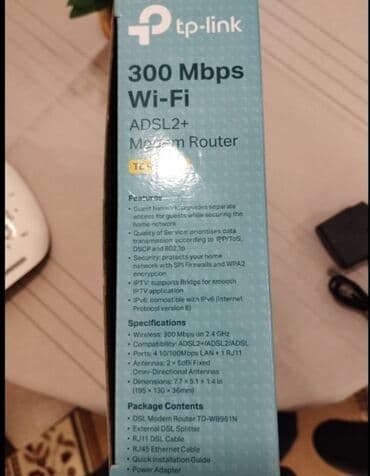 tp-link
300 Mbps
Wi-Fi
ADSL2+
Modem Router
Features
• Guest Network: provides separate
access for guests while securing the
home network
• Quality of Service: prioritises data
transmission according to IPP/ToS,
DSCP and 802.1p
• Security: protects your home
network with SPI Firewalls and WPA2
encryption
• IPTV: supports Bridge for smooth
IPTV application
• IPv6: compatible with IPv6 (Internet
Protocol version 6)
Specifications
• Wireless: 300 Mbps on 2.4 GHz
• Compatibility: ADSL2+/ADSL2/ADSL
• Ports: 4 10/100Mbps LAN + 1 RJ11
• Antennas: 2 × 5dBi Fixed
Omni-Directional Antennas
• Dimensions: 7.7 × 5.1 × 1.4 in
(195 × 130 × 36mm)
Package Contents
• DSL Modem Router TD-W8961N
• External DSL Splitter
• RJ11 DSL Cable
• RJ45 Ethernet Cable
• Quick Installation Guide
• Power Adapter